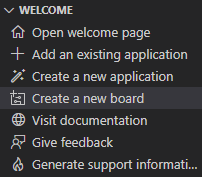 WELCOME
Open welcome page
Add an existing application
Create a new application
Create a new board
Visit documentation
Give feedback
Generate support informati...